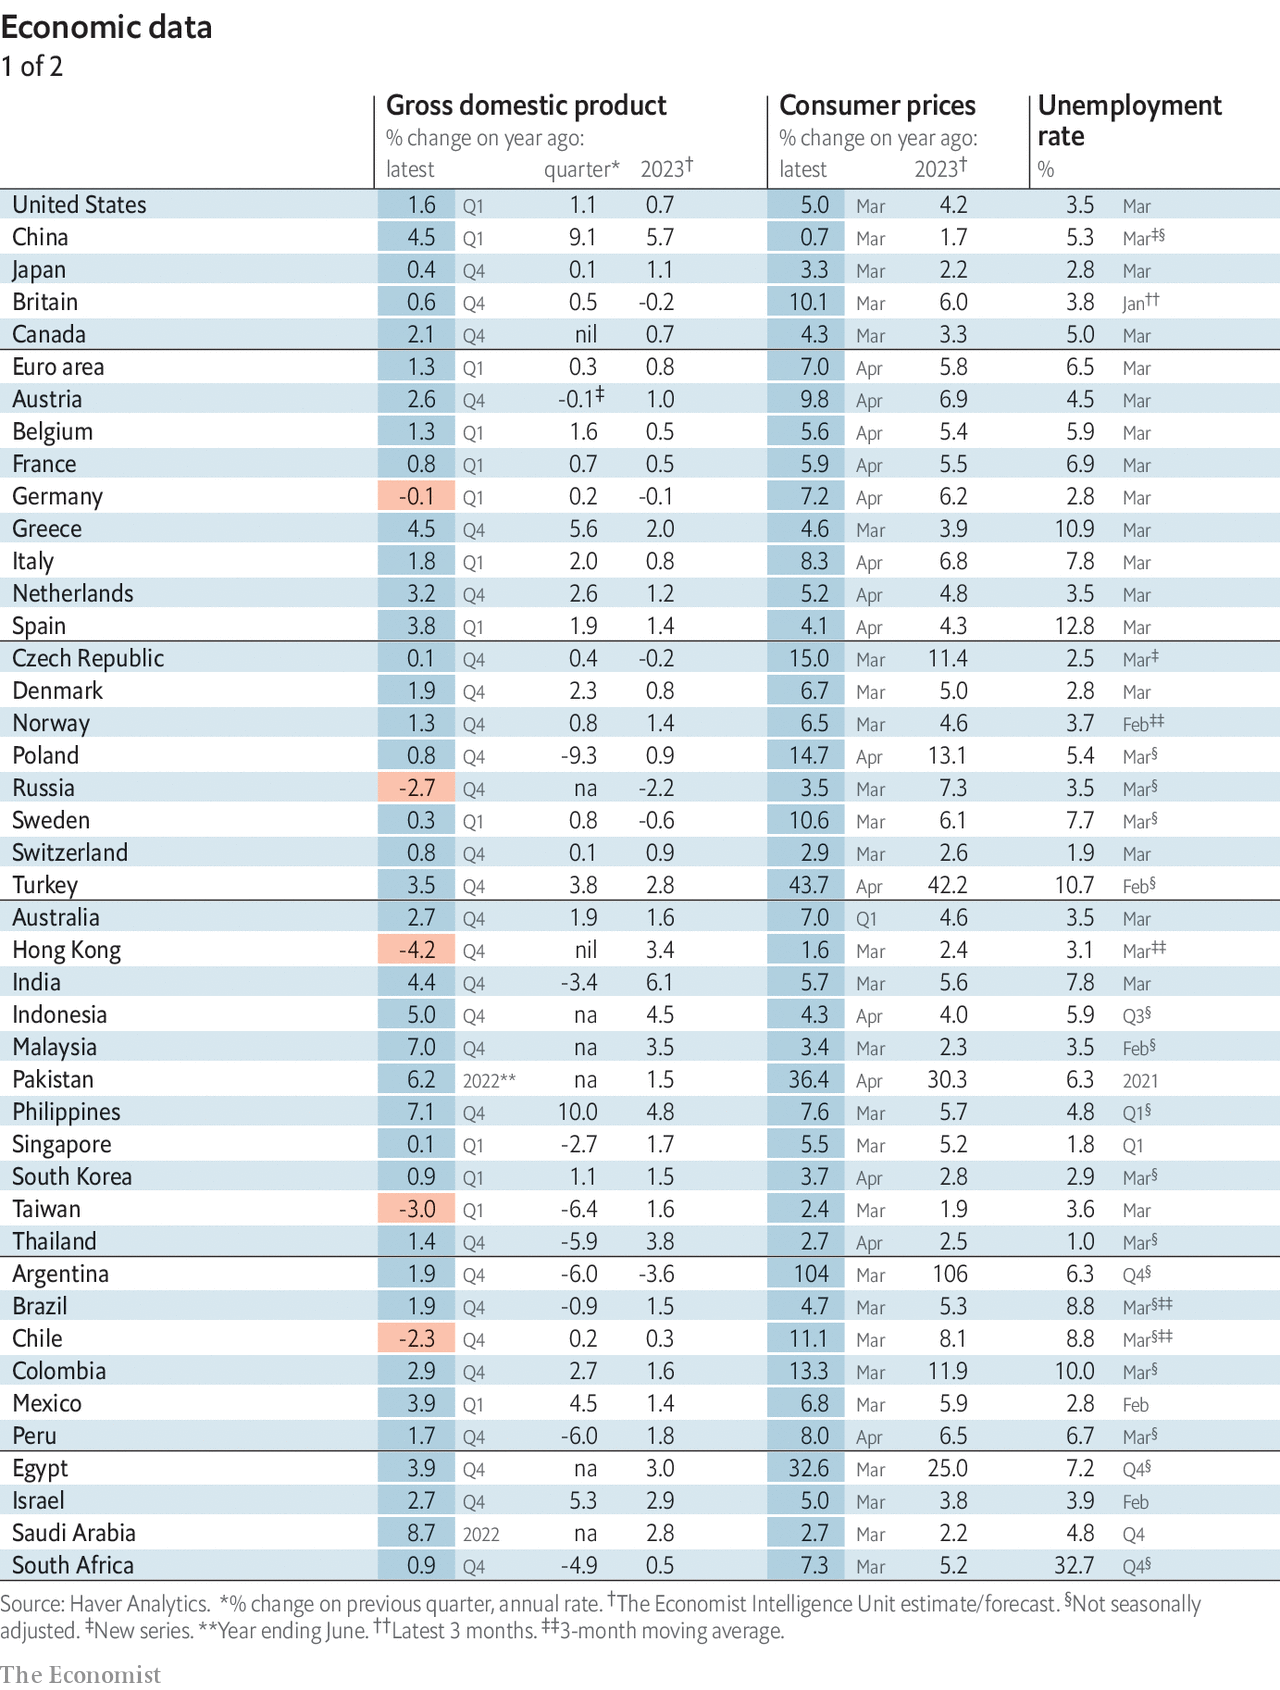 Economic data
1 of 2
Gross domestic product Consumer prices Unemployment
% change on year ago: % change on year ago: rate
latest quarter* 2023† latest 2023† %
United States 1.6 Q1 1.1 0.7 5.0 Mar 4.2 3.5 Mar
China 4.5 Q1 9.1 5.7 0.7 Mar 1.7 5.3 Mar‡§
Japan 0.4 Q4 0.1 1.1 3.3 Mar 2.2 2.8 Mar
Britain 0.6 Q4 0.5 -0.2 10.1 Mar 6.0 3.8 Jan††
Canada 2.1 Q4 nil 0.7 4.3 Mar 3.3 5.0 Mar
Euro area 1.3 Q1 0.3 0.8 7.0 Apr 5.8 6.5 Mar
Austria 2.6 Q4 -0.1‡ 1.0 9.8 Apr 6.9 4.5 Mar
Belgium 1.3 Q1 1.6 0.5 5.6 Apr 5.4 5.9 Mar
France 0.8 Q1 0.7 0.5 5.9 Apr 5.5 6.9 Mar
Germany -0.1 Q1 0.2 -0.1 7.2 Apr 6.2 2.8 Mar
Greece 4.5 Q4 5.6 2.0 4.6 Mar 3.9 10.9 Mar
Italy 1.8 Q1 2.0 0.8 8.3 Apr 6.8 7.8 Mar
Netherlands 3.2 Q4 2.6 1.2 5.2 Apr 4.8 3.5 Mar
Spain 3.8 Q1 1.9 1.4 4.1 Apr 4.3 12.8 Mar
Czech Republic 0.1 Q4 0.4 -0.2 15.0 Mar 11.4 2.5 Mar‡
Denmark 1.9 Q4 2.3 0.8 6.7 Mar 5.0 2.8 Mar
Norway 1.3 Q4 0.8 1.4 6.5 Mar 4.6 3.7 Feb‡‡
Poland 0.8 Q4 -9.3 0.9 14.7 Apr 13.1 5.4 Mar§
Russia -2.7 Q4 na -2.2 3.5 Mar 7.3 3.5 Mar§
Sweden 0.3 Q1 0.8 -0.6 10.6 Mar 6.1 7.7 Mar§
Switzerland 0.8 Q4 0.1 0.9 2.9 Mar 2.6 1.9 Mar
Turkey 3.5 Q4 3.8 2.8 43.7 Apr 42.2 10.7 Feb§
Australia 2.7 Q4 1.9 1.6 7.0 Q1 4.6 3.5 Mar
Hong Kong -4.2 Q4 nil 3.4 1.6 Mar 2.4 3.1 Mar‡‡
India 4.4 Q4 -3.4 6.1 5.7 Mar 5.6 7.8 Mar
Indonesia 5.0 Q4 na 4.5 4.3 Apr 4.0 5.9 Q3§
Malaysia 7.0 Q4 na 3.5 3.4 Mar 2.3 3.5 Feb§
Pakistan 6.2 2022** na 1.5 36.4 Apr 30.3 6.3 2021
Philippines 7.1 Q4 10.0 4.8 7.6 Mar 5.7 4.8 Q1§
Singapore 0.1 Q1 -2.7 1.7 5.5 Mar 5.2 1.8 Q1
South Korea 0.9 Q1 1.1 1.5 3.7 Apr 2.8 2.9 Mar§
Taiwan -3.0 Q1 -6.4 1.6 2.4 Mar 1.9 3.6 Mar
Thailand 1.4 Q4 -5.9 3.8 2.7 Apr 2.5 1.0 Mar§
Argentina 1.9 Q4 -6.0 -3.6 104 Mar 106 6.3 Q4§
Brazil 1.9 Q4 -0.9 1.5 4.7 Mar 5.3 8.8 Mar§‡‡
Chile -2.3 Q4 0.2 0.3 11.1 Mar 8.1 8.8 Mar§‡‡
Colombia 2.9 Q4 2.7 1.6 13.3 Mar 11.9 10.0 Mar§
Mexico 3.9 Q1 4.5 1.4 6.8 Mar 5.9 2.8 Feb
Peru 1.7 Q4 -6.0 1.8 8.0 Apr 6.5 6.7 Mar§
Egypt 3.9 Q4 na 3.0 32.6 Mar 25.0 7.2 Q4§
Israel 2.7 Q4 5.3 2.9 5.0 Mar 3.8 3.9 Feb
Saudi Arabia 8.7 2022 na 2.8 2.7 Mar 2.2 4.8 Q4
South Africa 0.9 Q4 -4.9 0.5 7.3 Mar 5.2 32.7 Q4§
Source: Haver Analytics. *% change on previous quarter, annual rate. †The Economist Intelligence Unit estimate/forecast. §Not seasonally
adjusted. ‡New series. **Year ending June. ††Latest 3 months. ‡‡3-month moving average.
The Economist